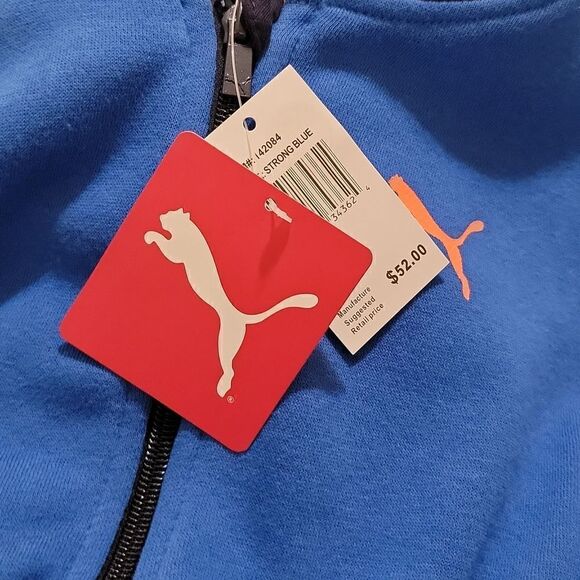 #: 142084
: STRONG BLUE
34362 4
$52.00
Manufacture
Suggested
Retail price
®